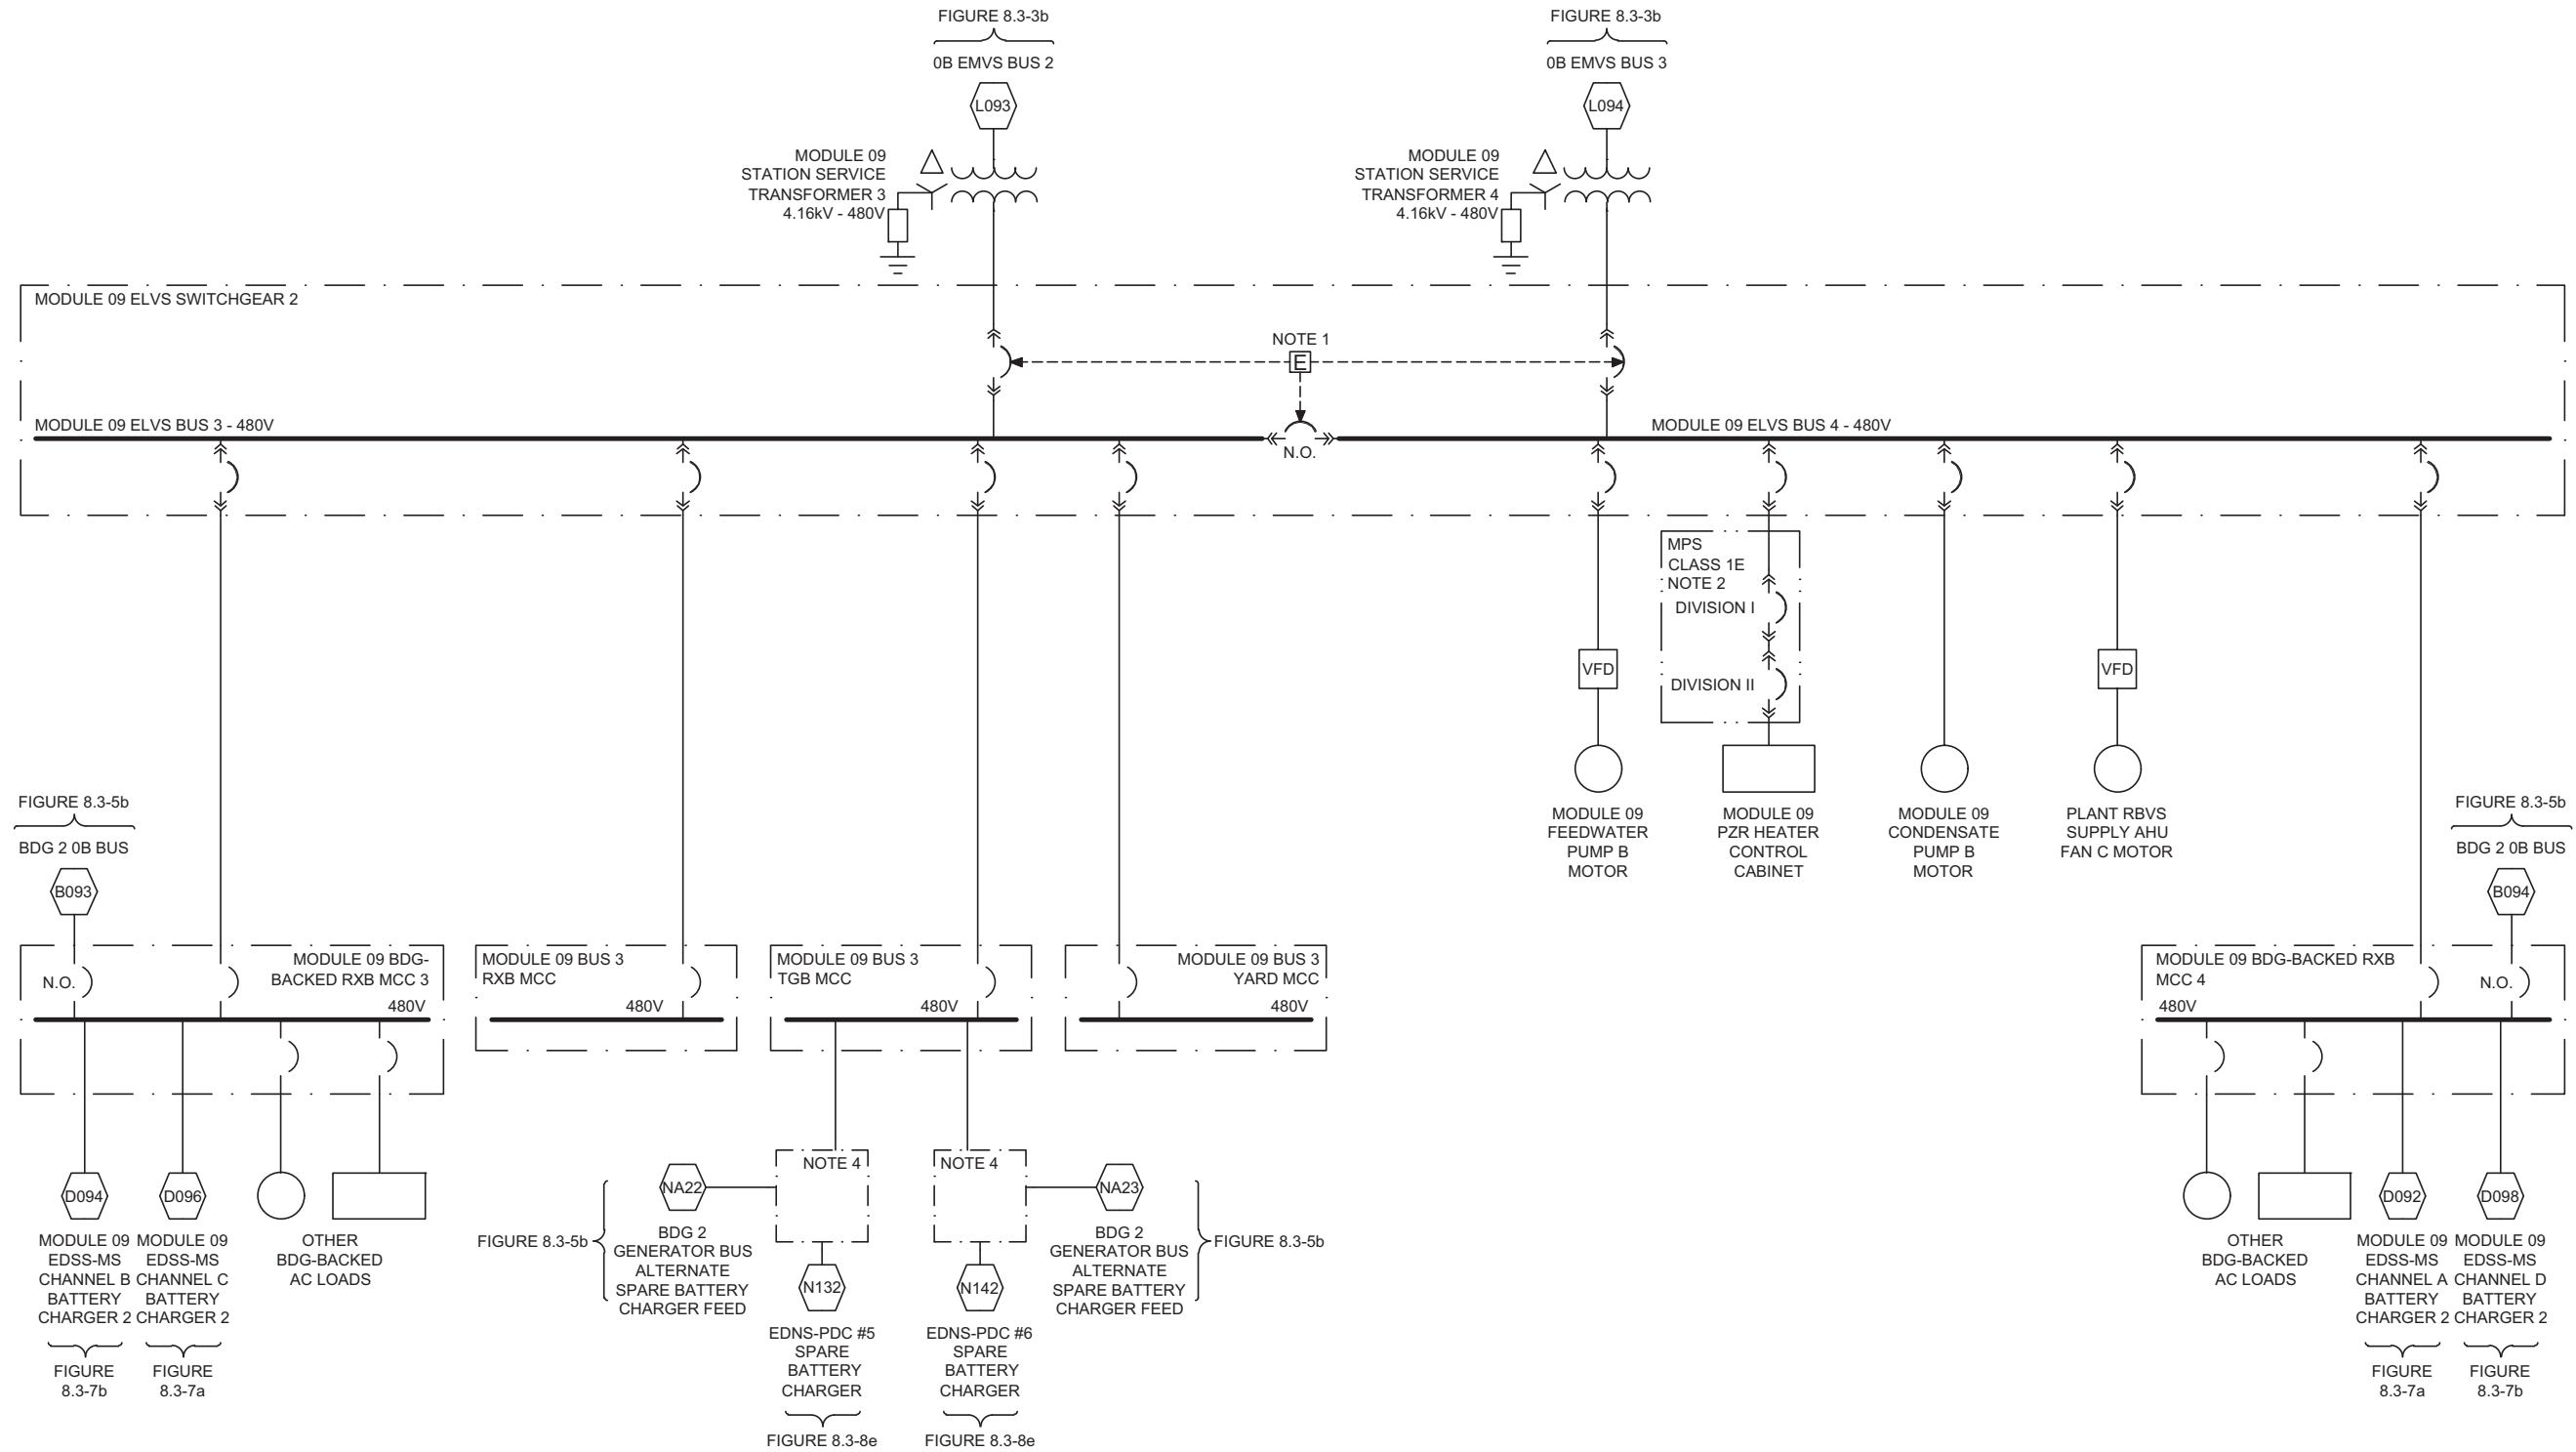 FIGURE 8.3-3b
0B EMVS BUS 2
L093
MODULE 09
STATION SERVICE
TRANSFORMER 3
4.16kV - 480V
FIGURE 8.3-3b
0B EMVS BUS 3
L094
MODULE 09
STATION SERVICE
TRANSFORMER 4
4.16kV - 480V
MODULE 09 ELVS SWITCHGEAR 2
NOTE 1
E
MODULE 09 ELVS BUS 3 - 480V
N.O.
MODULE 09 ELVS BUS 4 - 480V
MPS
CLASS 1E
NOTE 2
DIVISION I
DIVISION II
VFD
VFD
MODULE 09
FEEDWATER
PUMP B
MOTOR
MODULE 09
PZR HEATER
CONTROL
CABINET
MODULE 09
CONDENSATE
PUMP B
MOTOR
PLANT RBVS
SUPPLY AHU
FAN C MOTOR
FIGURE 8.3-5b
BDG 2 0B BUS
B093
N.O.
MODULE 09 BDG-
BACKED RXB MCC 3
480V
MODULE 09 BUS 3
RXB MCC
480V
MODULE 09 BUS 3
TGB MCC
480V
MODULE 09 BUS 3
YARD MCC
480V
FIGURE 8.3-5b
BDG 2 0B BUS
B094
MODULE 09 BDG-BACKED RXB
MCC 4
480V
N.O.
D094
MODULE 09
EDSS-MS
CHANNEL B
BATTERY
CHARGER 2
FIGURE
8.3-7b
D096
MODULE 09
EDSS-MS
CHANNEL C
BATTERY
CHARGER 2
FIGURE
8.3-7a
OTHER
BDG-BACKED
AC LOADS
FIGURE 8.3-5b
NA22
BDG 2
GENERATOR BUS
ALTERNATE
SPARE BATTERY
CHARGER FEED
NOTE 4
N132
EDNS-PDC #5
SPARE
BATTERY
CHARGER
FIGURE 8.3-8e
NOTE 4
N142
EDNS-PDC #6
SPARE
BATTERY
CHARGER
FIGURE 8.3-8e
NA23
BDG 2
GENERATOR BUS
ALTERNATE
SPARE BATTERY
CHARGER FEED
FIGURE 8.3-5b
OTHER
BDG-BACKED
AC LOADS
D092
MODULE 09
EDSS-MS
CHANNEL A
BATTERY
CHARGER 2
FIGURE
8.3-7a
D098
MODULE 09
EDSS-MS
CHANNEL D
BATTERY
CHARGER 2
FIGURE
8.3-7b